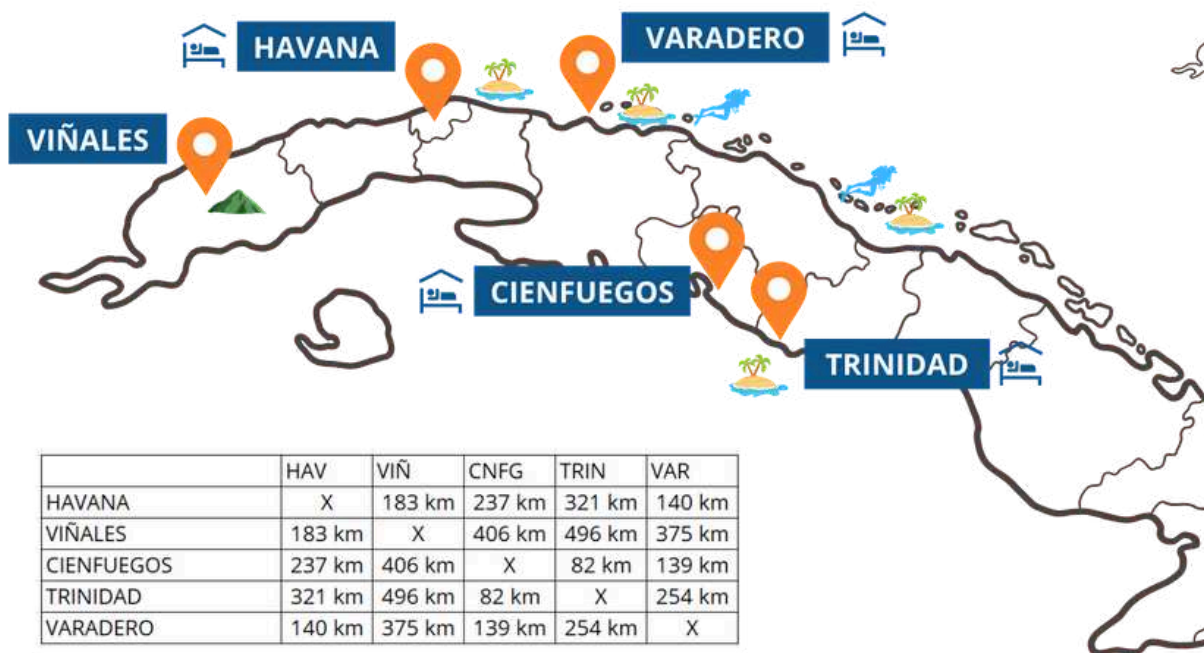 HAVANA
VARADERO
VIÑALES
CIENFUEGOS
TRINIDAD
HAV VIÑ CNFG TRIN VAR
HAVANA X 183 km 237 km 321 km 140 km
VIÑALES 183 km X 406 km 496 km 375 km
CIENFUEGOS 237 km 406 km X 82 km 139 km
TRINIDAD 321 km 496 km 82 km X 254 km
VARADERO 140 km 375 km 139 km 254 km X